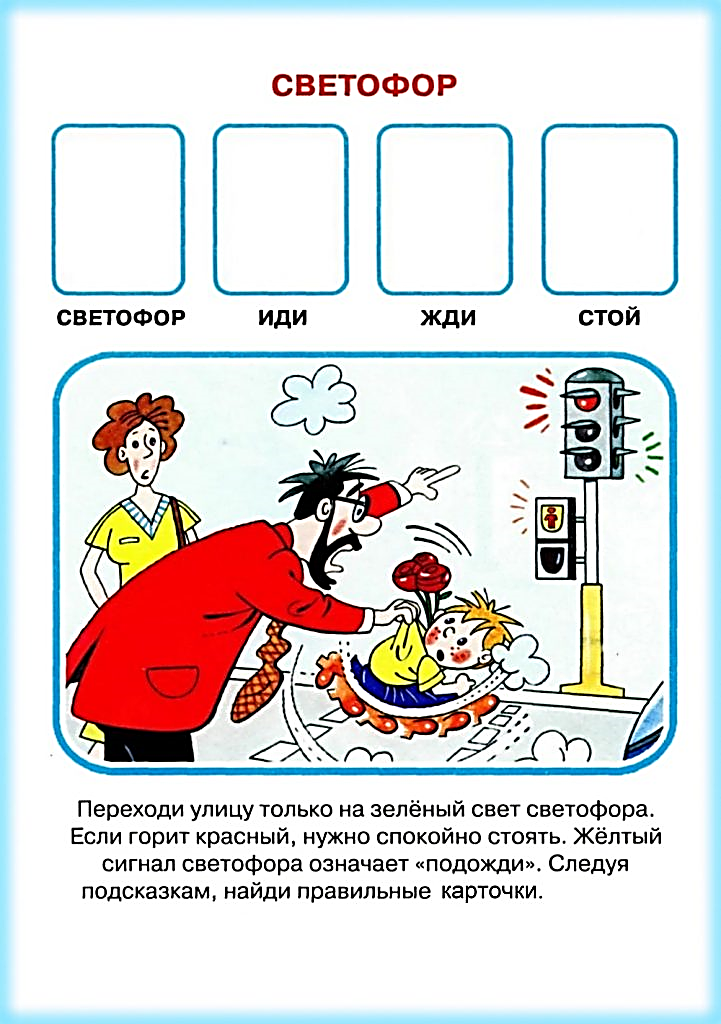 СВЕТОФОР
СВЕТОФОР ИДИ ЖДИ СТОЙ
Переходи улицу только на зелёный свет светофора.
Если горит красный, нужно спокойно стоять. Жёлтый
сигнал светофора означает «подожди». Следуя
подсказкам, найди правильные карточки.